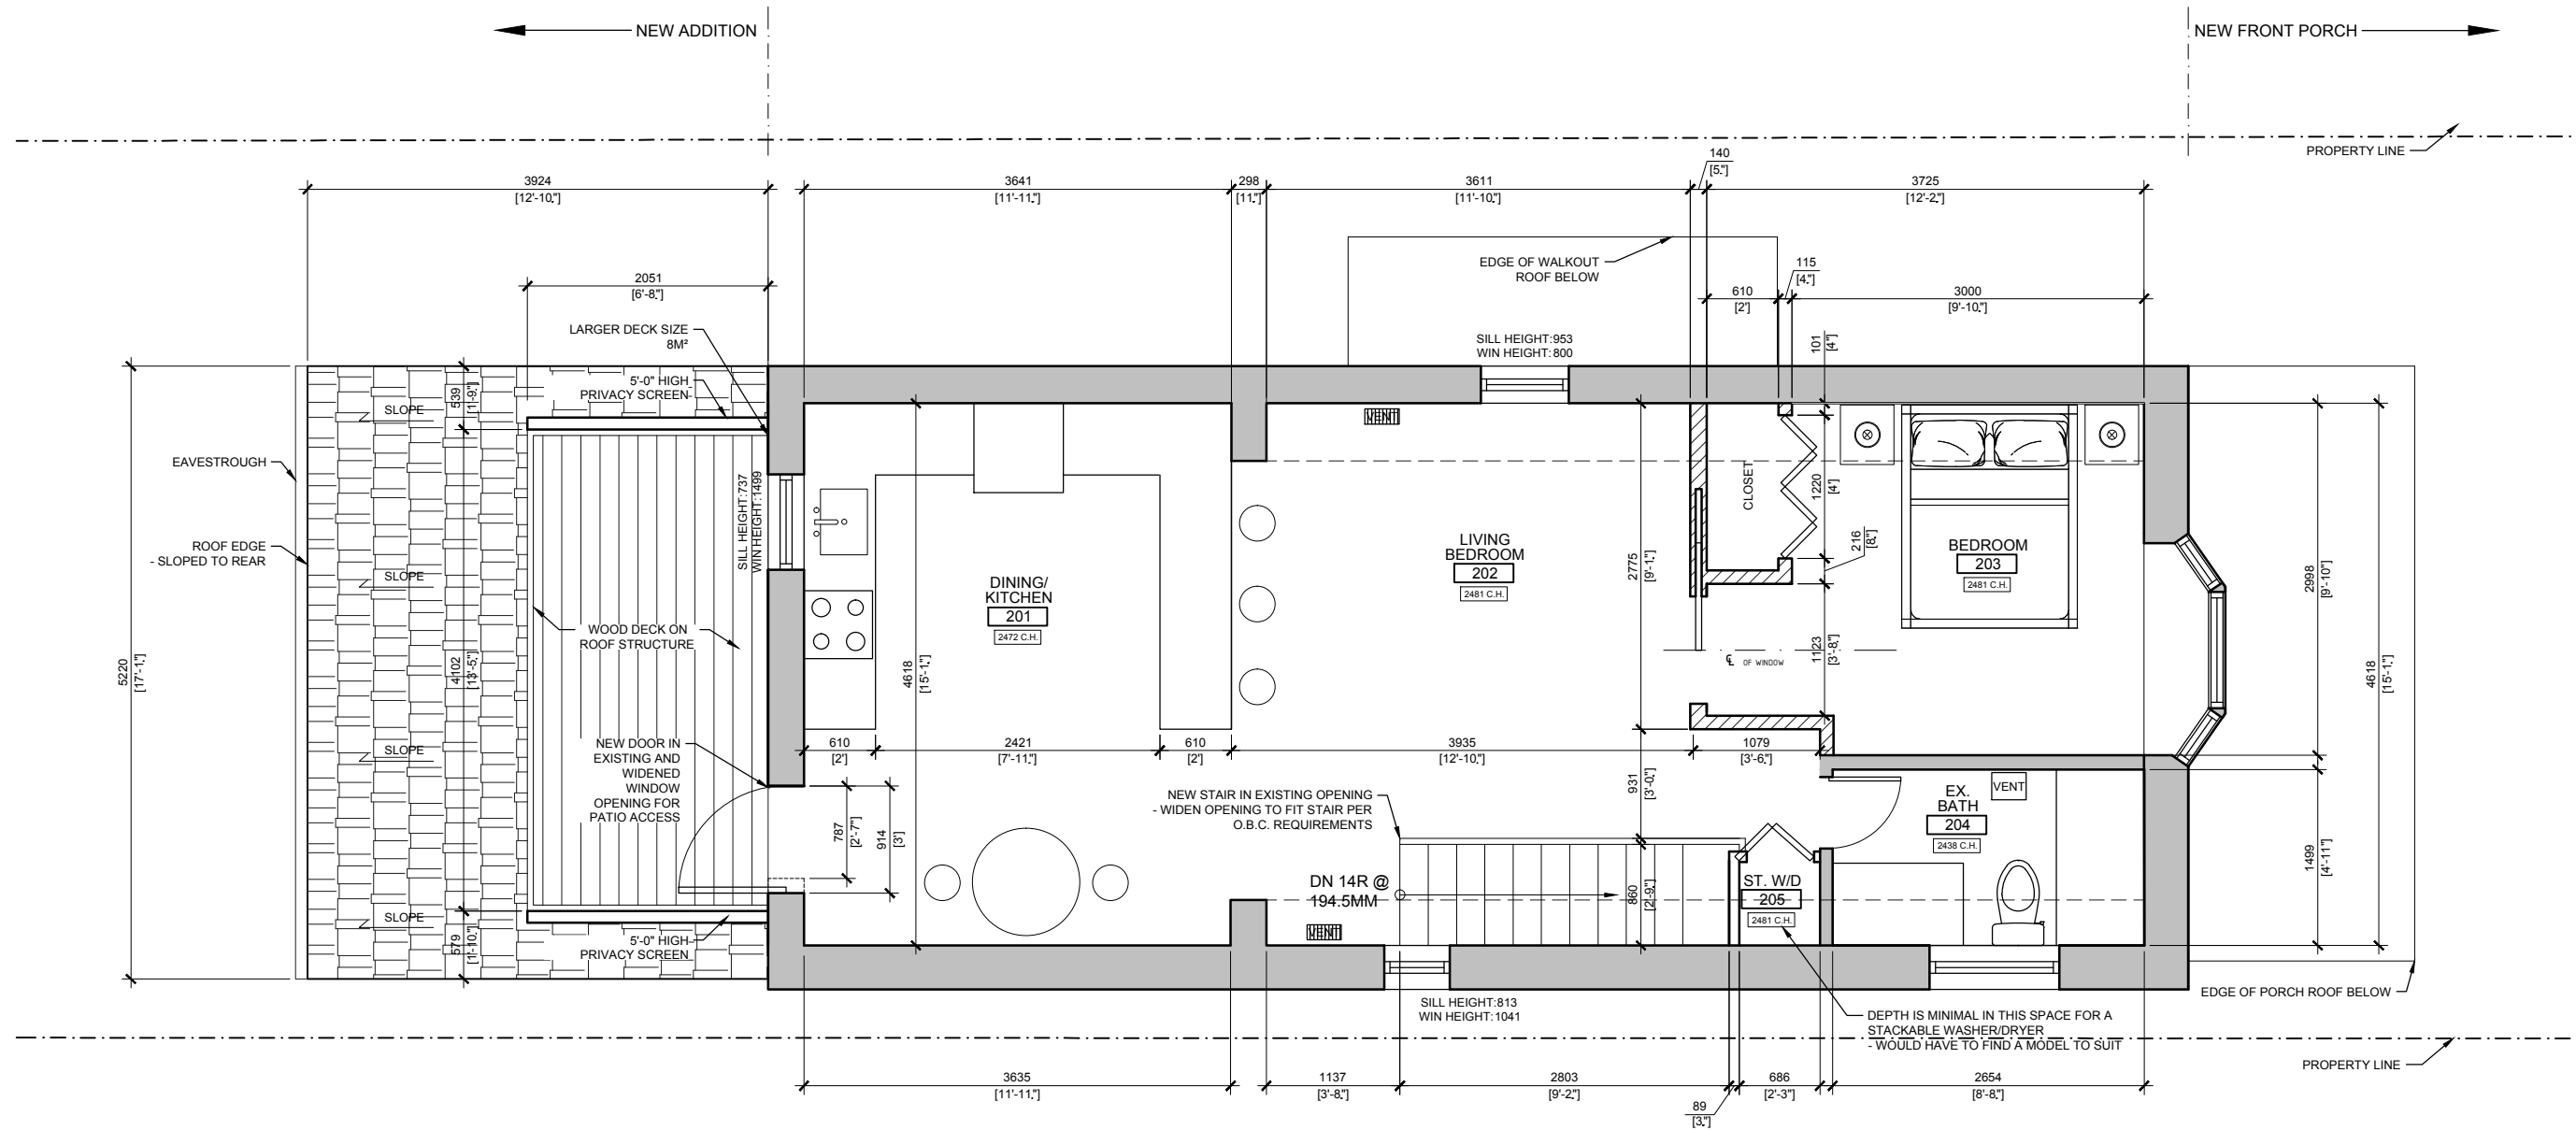 NEW ADDITION
NEW FRONT PORCH
PROPERTY LINE
140
[5"]
3924
[12'-10"]
3641
[11'-11"]
298
[11"]
3611
[11'-10"]
3725
[12'-2"]
EDGE OF WALKOUT
ROOF BELOW
115
[4"]
2051
[6'-8"]
610
[2']
3000
[9'-10"]
LARGER DECK SIZE
8M²
SILL HEIGHT:953
WIN HEIGHT:800
101
[4"]
5'-0" HIGH
PRIVACY SCREEN
539
[1'-9"]
SLOPE
VENT
EAVESTROUGH
SILL HEIGHT:737
WIN HEIGHT:1499
CLOSET
1220
[4']
216
[8"]
ROOF EDGE
- SLOPED TO REAR
SLOPE
DINING/
KITCHEN
201
2472 C.H.
LIVING
BEDROOM
202
2481 C.H.
2775
[9'-1"]
BEDROOM
203
2481 C.H.
2998
[9'-10"]
WOOD DECK ON
ROOF STRUCTURE
5220
[17'-1"]
4102
[13'-5"]
4618
[15'-1"]
1123
[3'-8"]
℄ OF WINDOW
4618
[15'-1"]
SLOPE
NEW DOOR IN
EXISTING AND
WIDENED
WINDOW
OPENING FOR
PATIO ACCESS
610
[2']
2421
[7'-11"]
610
[2']
3935
[12'-10"]
1079
[3'-6"]
787
[2'-7"]
914
[3']
NEW STAIR IN EXISTING OPENING
- WIDEN OPENING TO FIT STAIR PER
O.B.C. REQUIREMENTS
931
[3'-0"]
EX.
BATH
204
2438 C.H.
VENT
1499
[4'-11"]
DN 14R @
194.5MM
860
[2'-9"]
ST. W/D
205
2481 C.H.
SLOPE
579
[1'-10"]
5'-0" HIGH
PRIVACY SCREEN
VENT
SILL HEIGHT:813
WIN HEIGHT:1041
EDGE OF PORCH ROOF BELOW
DEPTH IS MINIMAL IN THIS SPACE FOR A
STACKABLE WASHER/DRYER
- WOULD HAVE TO FIND A MODEL TO SUIT
PROPERTY LINE
3635
[11'-11"]
1137
[3'-8"]
2803
[9'-2"]
89
[3"]
686
[2'-3"]
2654
[8'-8"]